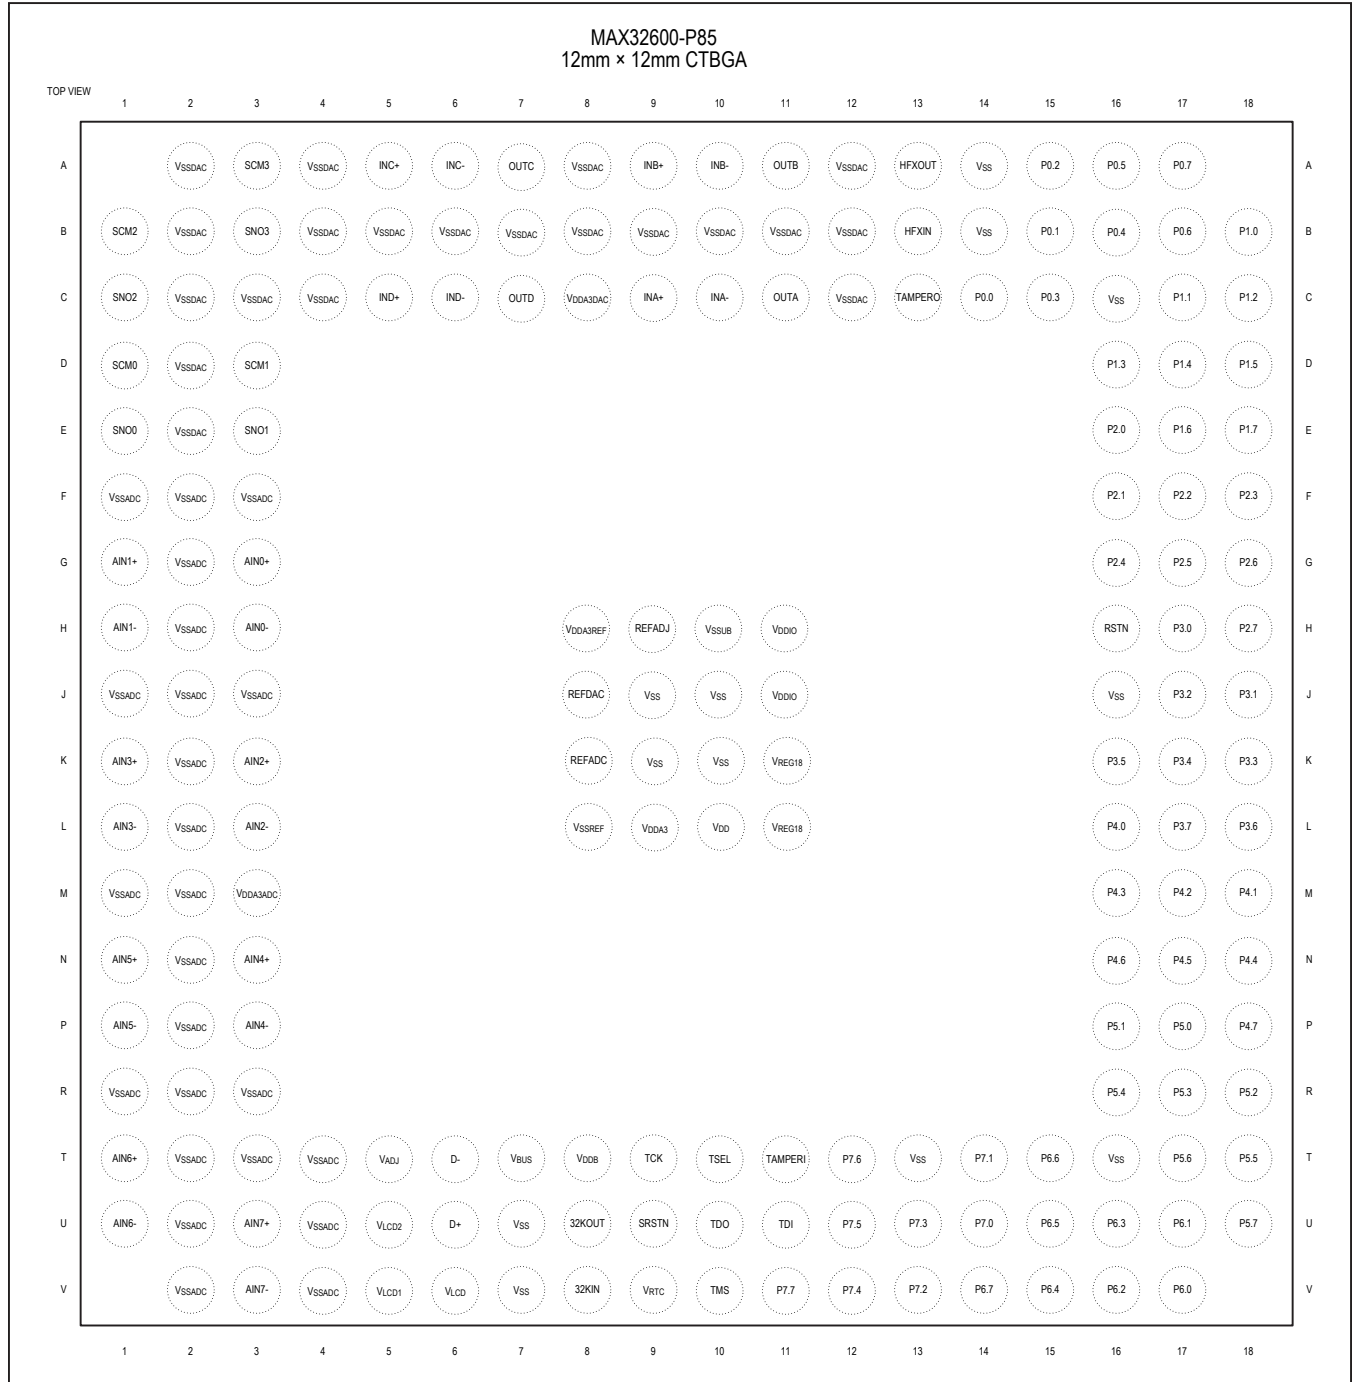 MAX32600-P85
12mm × 12mm CTBGA
TOP VIEW
1 2 3 4 5 6 7 8 9 10 11 12 13 14 15 16 17 18
A VSSDAC SCM3 VSSDAC INC+ INC- OUTC VSSDAC INB+ INB- OUTB VSSDAC HFXOUT VSS P0.2 P0.5 P0.7 A
B SCM2 VSSDAC SNO3 VSSDAC VSSDAC VSSDAC VSSDAC VSSDAC VSSDAC VSSDAC VSSDAC VSSDAC HFXIN VSS P0.1 P0.4 P0.6 P1.0 B
C SNO2 VSSDAC VSSDAC VSSDAC IND+ IND- OUTD VDDA3DAC INA+ INA- OUTA VSSDAC TAMPERO P0.0 P0.3 VSS P1.1 P1.2 C
D SCM0 VSSDAC SCM1 P1.3 P1.4 P1.5 D
E SNO0 VSSDAC SNO1 P2.0 P1.6 P1.7 E
F VSSADC VSSADC VSSADC P2.1 P2.2 P2.3 F
G AIN1+ VSSADC AIN0+ P2.4 P2.5 P2.6 G
H AIN1- VSSADC AIN0- VDDA3REF REFADJ VSSUB VDDIO RSTN P3.0 P2.7 H
J VSSADC VSSADC VSSADC REFDAC VSS VSS VDDIO VSS P3.2 P3.1 J
K AIN3+ VSSADC AIN2+ REFADC VSS VSS VREG18 P3.5 P3.4 P3.3 K
L AIN3- VSSADC AIN2- VSSREF VDDA3 VDD VREG18 P4.0 P3.7 P3.6 L
M VSSADC VSSADC VDDA3ADC P4.3 P4.2 P4.1 M
N AIN5+ VSSADC AIN4+ P4.6 P4.5 P4.4 N
P AIN5- VSSADC AIN4- P5.1 P5.0 P4.7 P
R VSSADC VSSADC VSSADC P5.4 P5.3 P5.2 R
T AIN6+ VSSADC VSSADC VSSADC VADJ D- VBUS VDDB TCK TSEL TAMPERI P7.6 VSS P7.1 P6.6 VSS P5.6 P5.5 T
U AIN6- VSSADC AIN7+ VSSADC VLCD2 D+ VSS 32KOUT SRSTN TDO TDI P7.5 P7.3 P7.0 P6.5 P6.3 P6.1 P5.7 U
V VSSADC AIN7- VSSADC VLCD1 VLCD VSS 32KIN VRTC TMS P7.7 P7.4 P7.2 P6.7 P6.4 P6.2 P6.0 V
1 2 3 4 5 6 7 8 9 10 11 12 13 14 15 16 17 18